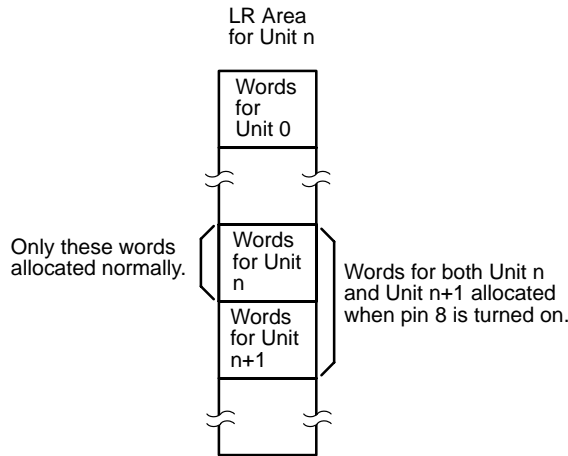 LR Area
for Unit n
Words
for
Unit 0
Only these words
allocated normally.
Words
for Unit
n
Words for both Unit n
and Unit n+1 allocated
when pin 8 is turned on.
Words
for Unit
n+1